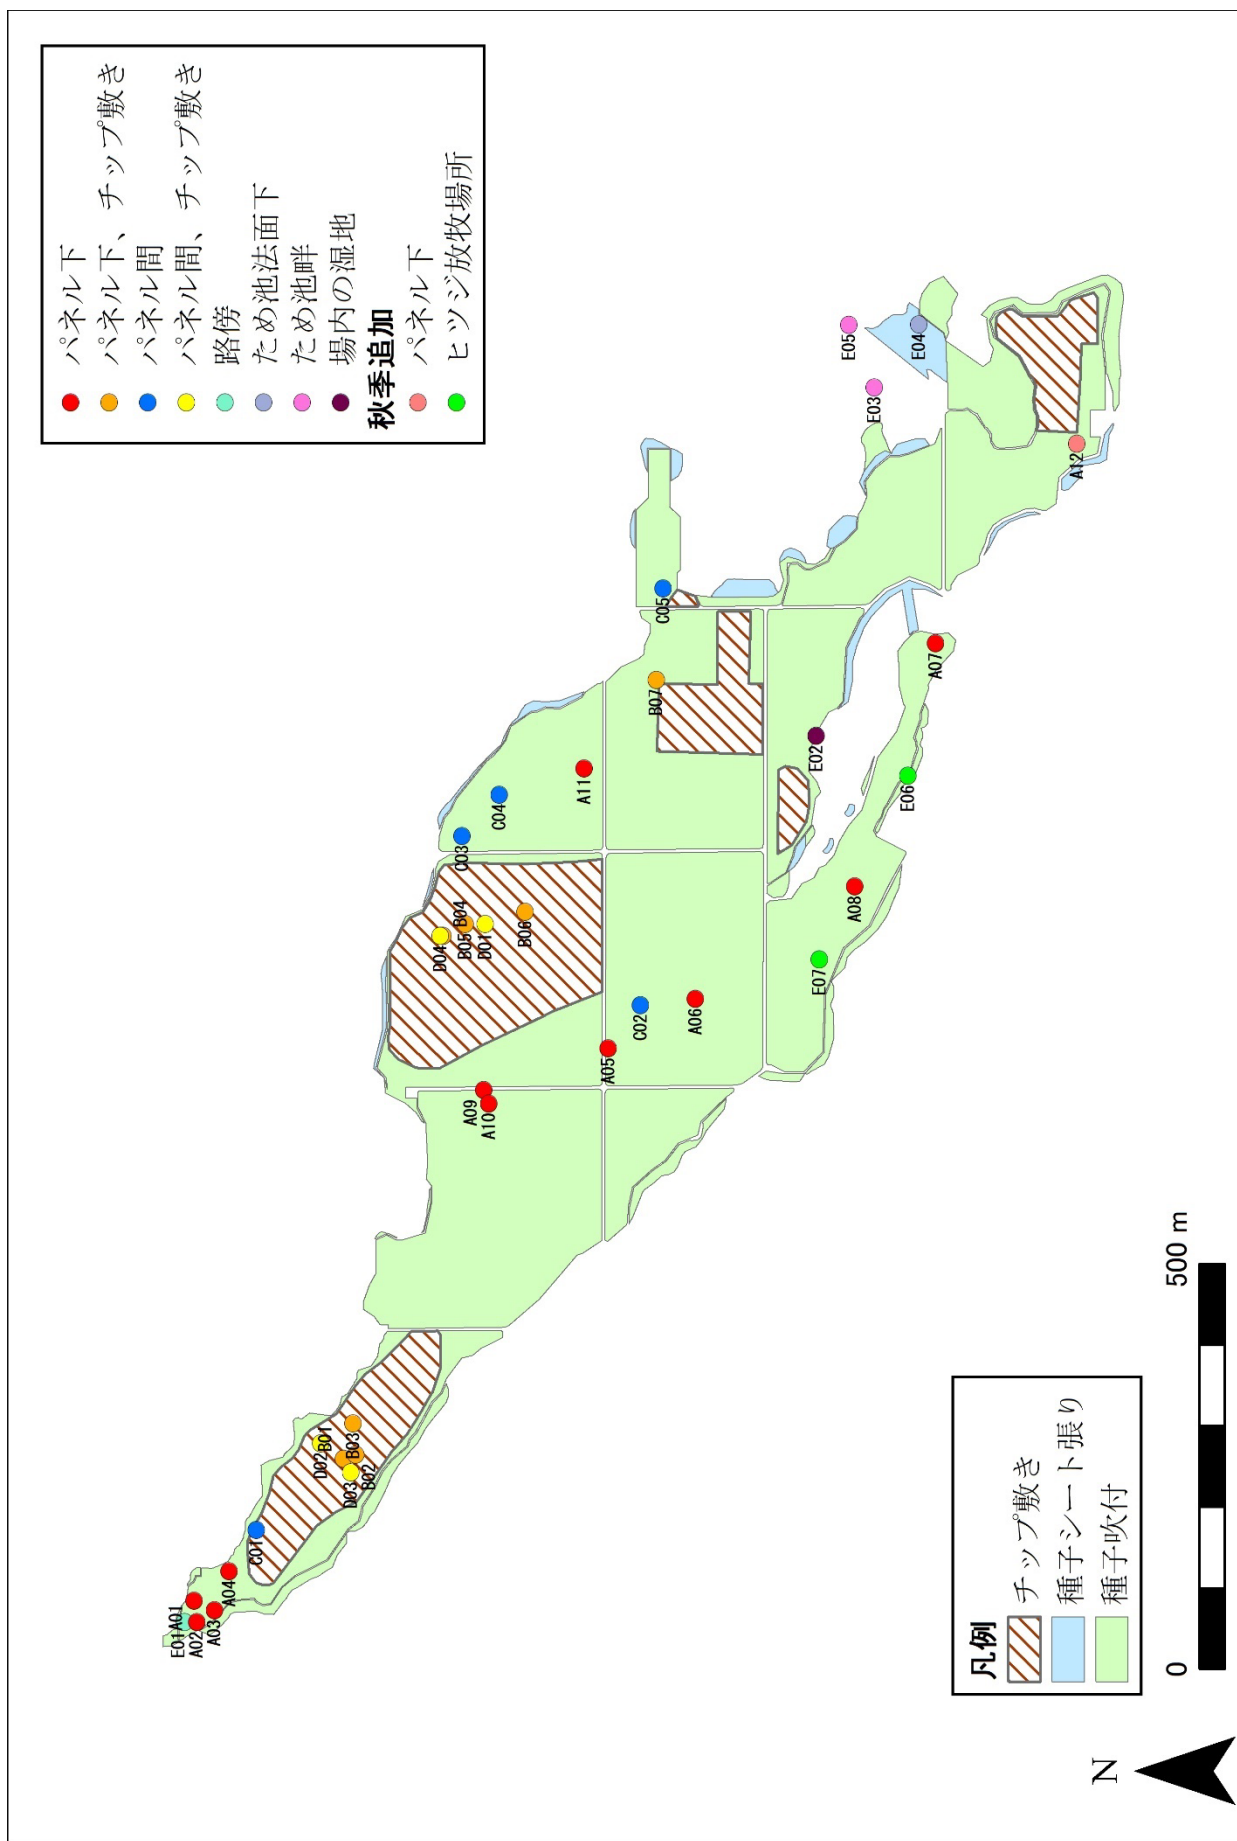 パネル下
パネル下、チップ敷き
パネル間
パネル間、チップ敷き
路傍
ため池法面下
ため池畔
場内の湿地
秋季追加
パネル下
ヒツジ放牧場所
E01
A01
A02
A03
A04
C01
D02
B01
D03
B03
B02
A09
A10
D04
B05
B04
D01
B06
C03
C04
A11
A05
C02
A06
B07
C05
E02
E07
A08
E06
A07
E05
E03
E04
A12
凡例
チップ敷き
種子シート張り
種子吹付
N
0
500 m